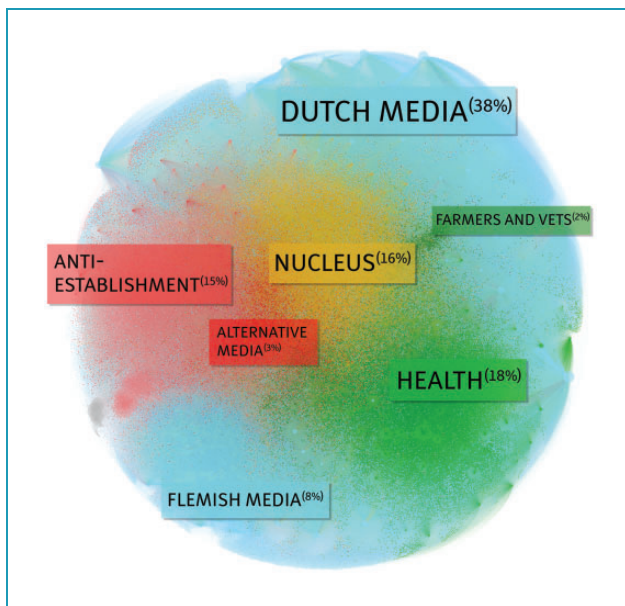 DUTCH MEDIA(38%)
FARMERS AND VETS(2%)
ANTI-
ESTABLISHMENT(15%)
NUCLEUS(16%)
ALTERNATIVE
MEDIA(3%)
HEALTH(18%)
FLEMISH MEDIA(8%)